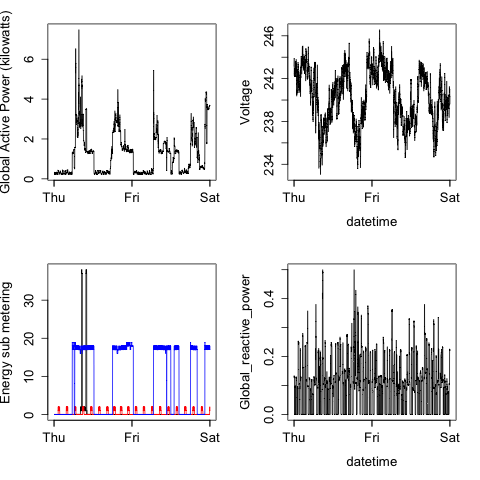 Global Active Power (kilowatts)
0 2 4 6
Thu Fri Sat
Voltage
234 238 242 246
Thu Fri Sat
datetime
Energy sub metering
0 10 20 30
Thu Fri Sat
Global_reactive_power
0.0 0.2 0.4
Thu Fri Sat
datetime